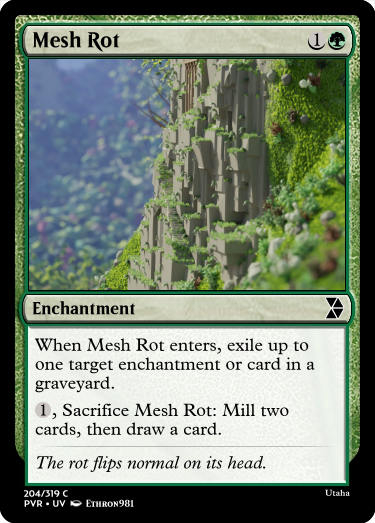 Mesh Rot 1
Enchantment
When Mesh Rot enters, exile up to
one target enchantment or card in a
graveyard.
1, Sacrifice Mesh Rot: Mill two
cards, then draw a card.
The rot flips normal on its head.
204/319 C
Utaha
PVR • UV Ethron981